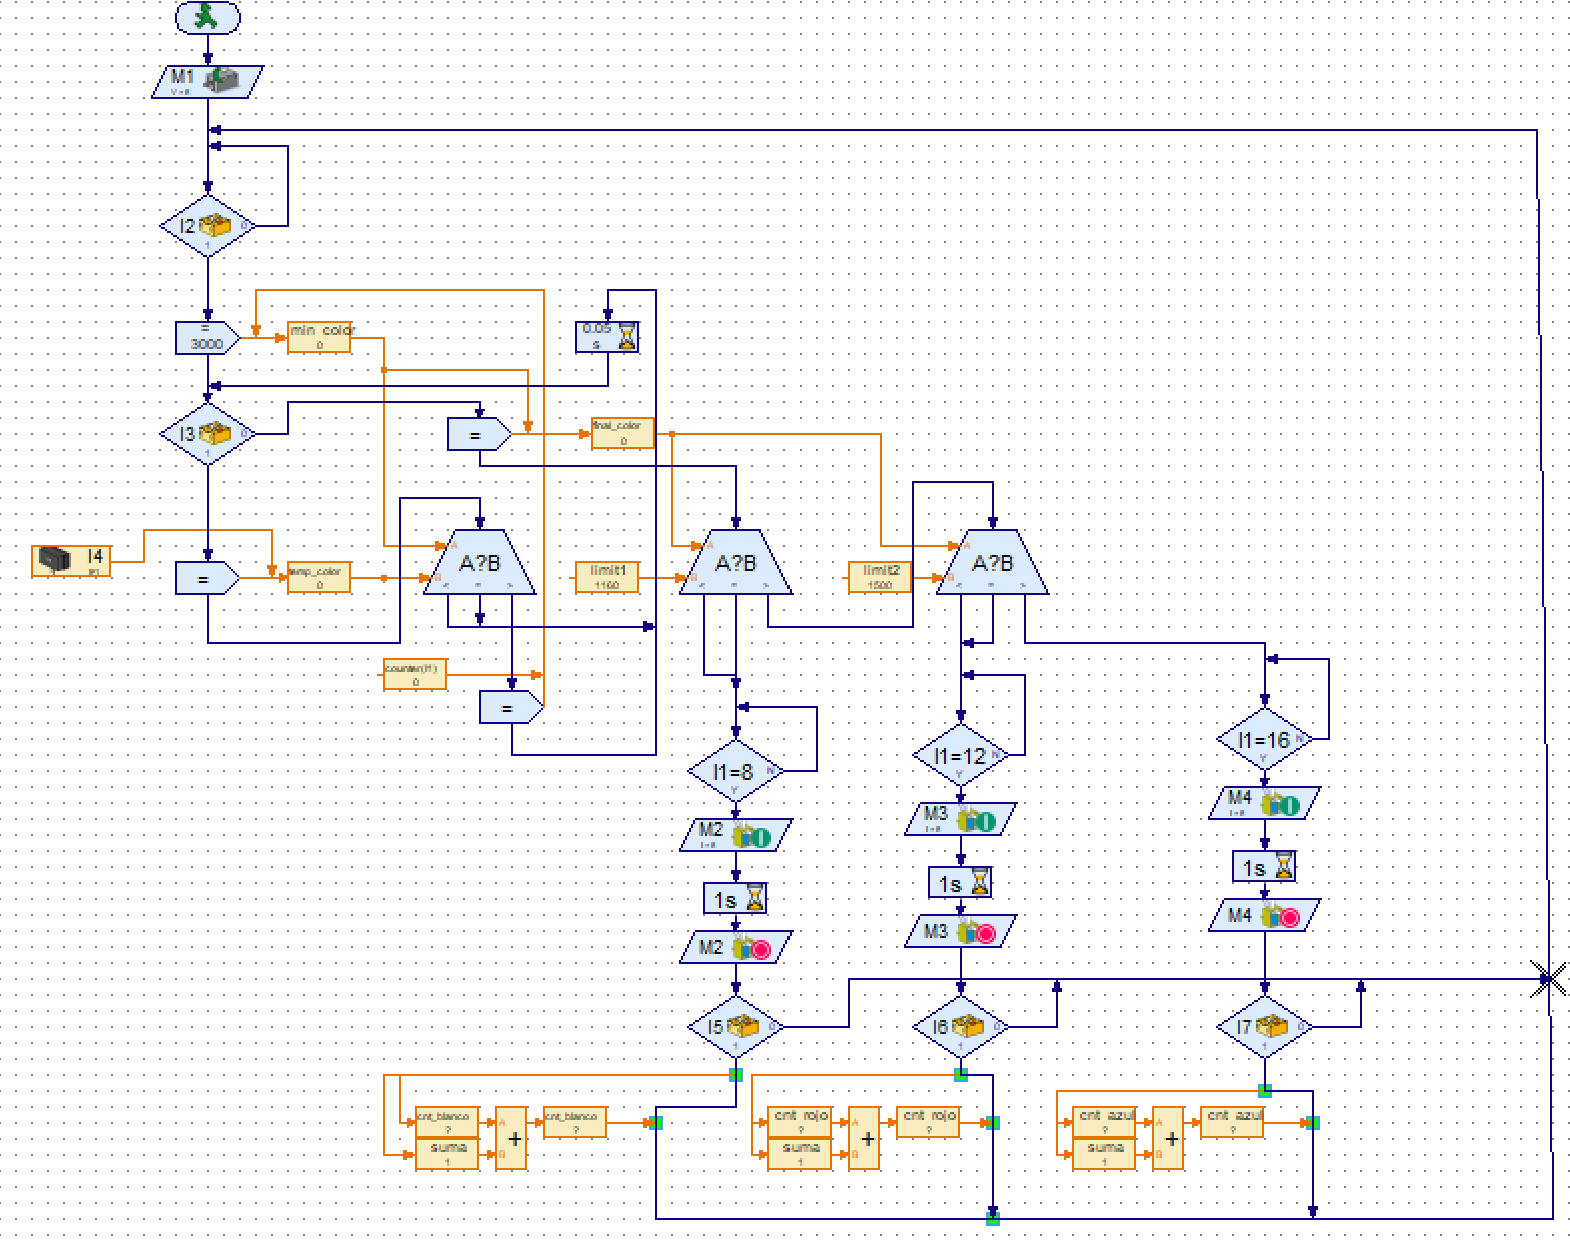 M1
I2
=
3000
min_color
0
0.05
s
I3
=
final_color
0
I4
=
temp_color
0
A?B
limit1
1160
A?B
limit2
1500
A?B
counter(I1)
0
=
I1=8
N
Y
I1=12
N
Y
I1=16
N
Y
M2
M3
M4
1s
1s
1s
M2
M3
M4
I5
I6
I7
cnt_blanco
?
suma
1
A
B
+
cnt_blanco
?
cnt_rojo
?
suma
1
A
B
+
cnt_rojo
?
cnt_azul
?
suma
1
A
B
+
cnt_azul
?